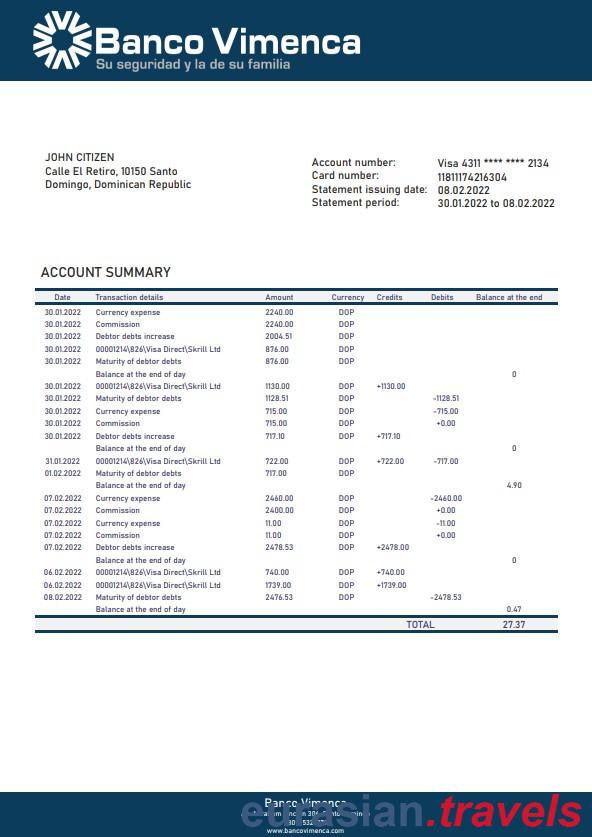 Banco Vimenca
Su seguridad y la de su familia
JOHN CITIZEN
Calle El Retiro, 10150 Santo
Domingo, Dominican Republic
Account number: Visa 4311 **** **** 2134
Card number: 11811174216304
Statement issuing date: 08.02.2022
Statement period: 30.01.2022 to 08.02.2022
ACCOUNT SUMMARY
Date Transaction details Amount Currency Credits Debits Balance at the end
30.01.2022 Currency expense 2240.00 DOP
30.01.2022 Commission 2240.00 DOP
30.01.2022 Debtor debts increase 2004.51 DOP
30.01.2022 00001214\826\Visa Direct\Skrill Ltd 876.00 DOP
30.01.2022 Maturity of debtor debts 876.00 DOP
Balance at the end of day 0
30.01.2022 00001214\826\Visa Direct\Skrill Ltd 1130.00 DOP +1130.00
30.01.2022 Maturity of debtor debts 1128.51 DOP -1128.51
30.01.2022 Currency expense 715.00 DOP -715.00
30.01.2022 Commission 715.00 DOP +0.00
30.01.2022 Debtor debts increase 717.10 DOP +717.10
Balance at the end of day 0
31.01.2022 00001214\826\Visa Direct\Skrill Ltd 722.00 DOP +722.00 -717.00
01.02.2022 Maturity of debtor debts 717.00 DOP
Balance at the end of day 4.90
07.02.2022 Currency expense 2460.00 DOP -2460.00
07.02.2022 Commission 2400.00 DOP +0.00
07.02.2022 Currency expense 11.00 DOP -11.00
07.02.2022 Commission 11.00 DOP +0.00
07.02.2022 Debtor debts increase 2478.53 DOP +2478.00
Balance at the end of day 0
06.02.2022 00001214\826\Visa Direct\Skrill Ltd 740.00 DOP +740.00
06.02.2022 00001214\826\Visa Direct\Skrill Ltd 1739.00 DOP +1739.00
08.02.2022 Maturity of debtor debts 2476.53 DOP -2478.53
Balance at the end of day 0.47
TOTAL 27.37
Banco Vimenca
eurasian.travels
www.bancovimenca.com